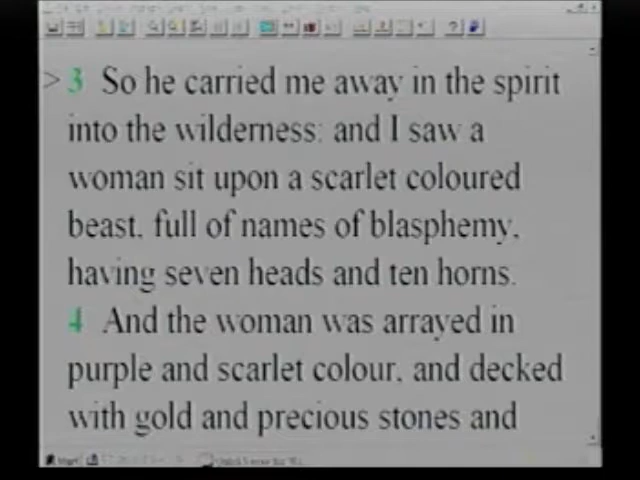 > 3 So he carried me away in the spirit
into the wilderness: and I saw a
woman sit upon a scarlet coloured
beast, full of names of blasphemy,
having seven heads and ten horns.
4 And the woman was arrayed in
purple and scarlet colour, and decked
with gold and precious stones and